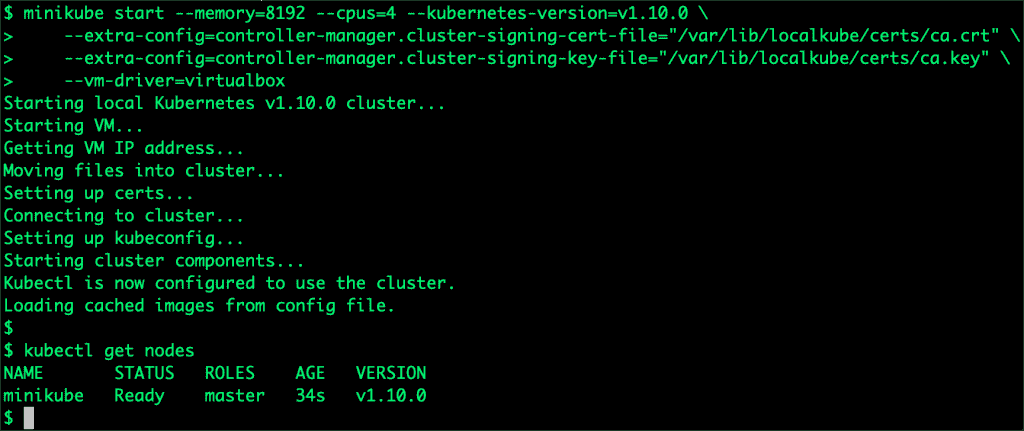 $ minikube start --memory=8192 --cpus=4 --kubernetes-version=v1.10.0 \
>     --extra-config=controller-manager.cluster-signing-cert-file="/var/lib/localkube/certs/ca.crt" \
>     --extra-config=controller-manager.cluster-signing-key-file="/var/lib/localkube/certs/ca.key" \
>     --vm-driver=virtualbox
Starting local Kubernetes v1.10.0 cluster...
Starting VM...
Getting VM IP address...
Moving files into cluster...
Setting up certs...
Connecting to cluster...
Setting up kubeconfig...
Starting cluster components...
Kubectl is now configured to use the cluster.
Loading cached images from config file.
$
$ kubectl get nodes
NAME       STATUS   ROLES    AGE   VERSION
minikube   Ready    master   34s   v1.10.0
$